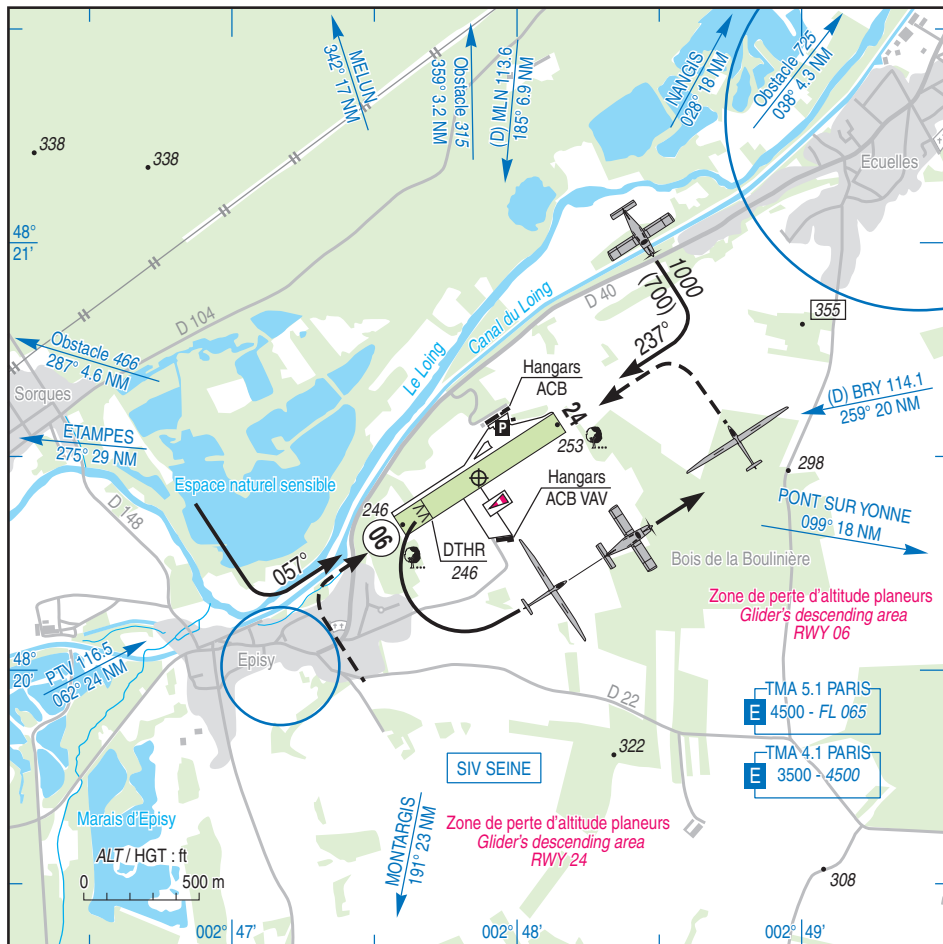 MELUN
342° 17 NM
Obstacle 315
359° 3.2 NM
(D) MLN 113.6
185° 6.9 NM
NANGIS
028° 18 NM
Obstacle 725
038° 4.3 NM
338
338
Ecuelles
48°
21'
1000
(700)
237°
D 40
Canal du Loing
Le Loing
D 104
355
Obstacle 466
287° 4.6 NM
Sorques
Hangars
ACB
P
24
253
(D) BRY 114.1
259° 20 NM
ETAMPES
275° 29 NM
Espace naturel sensible
298
Hangars
ACB VAV
D 148
246
06
DTHR
246
PONT SUR YONNE
099° 18 NM
Bois de la Boulinière
057°
Zone de perte d'altitude planeurs
Glider's descending area
RWY 06
48°
20'
PTV 116.5
062° 24 NM
Episy
D 22
TMA 5.1 PARIS
E 4500 - FL 065
TMA 4.1 PARIS
E 3500 - 4500
322
SIV SEINE
Marais d'Episy
MONTARGIS
191° 23 NM
Zone de perte d'altitude planeurs
Glider's descending area
RWY 24
ALT / HGT : ft
0 500 m
308
002° 47'
002° 48'
002° 49'